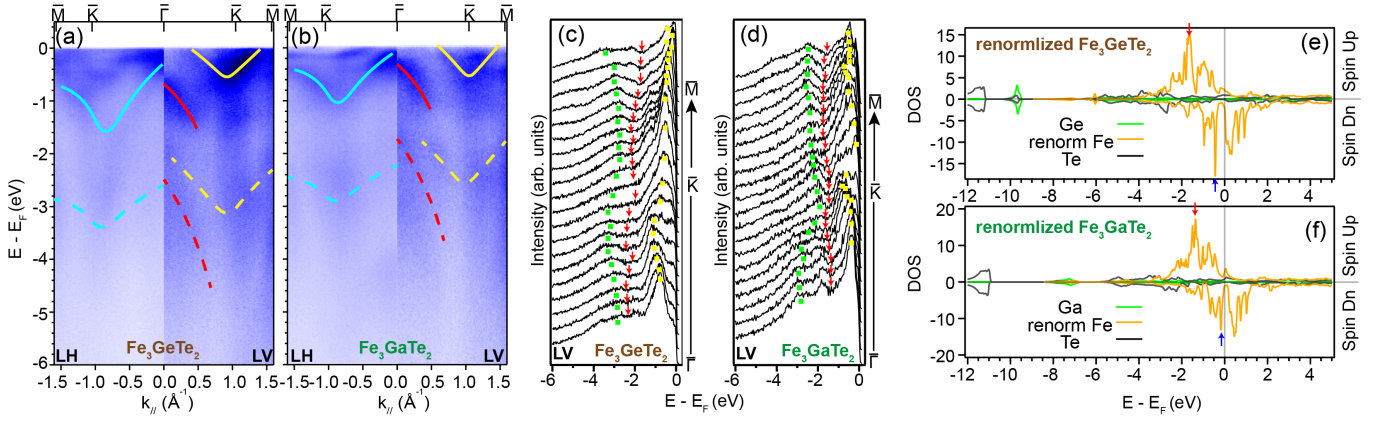 M̅ K̅ Γ̅ K̅ M̅
(a)
0
-1
-2
-3
-4
-5
-6
E - E_F (eV)
LH Fe₃GeTe₂ LV
-1.5 -1.0 -0.5 0.0 0.5 1.0 1.5
k_// (Å⁻¹)
M̅ K̅ Γ̅ K̅ M̅
(b)
LH Fe₃GaTe₂ LV
-1.5 -1.0 -0.5 0.0 0.5 1.0 1.5
k_// (Å⁻¹)
(c)
Intensity (arb. units)
M̅
K̅
Γ̅
LV Fe₃GeTe₂
-6 -4 -2 0
(d)
Intensity (arb. units)
M̅
K̅
Γ̅
LV Fe₃GaTe₂
-6 -4 -2 0
E - E_F (eV)
(e)
renormlized Fe₃GeTe₂
DOS
15
10
5
0
-5
-10
-15
Ge
renorm Fe
Te
Spin Up
Spin Dn
-12 -10 -8 -6 -4 -2 0 2 4
(f)
renormlized Fe₃GaTe₂
DOS
20
10
0
-10
-20
Ga
renorm Fe
Te
Spin Up
Spin Dn
-12 -10 -8 -6 -4 -2 0 2 4
E - E_F (eV)